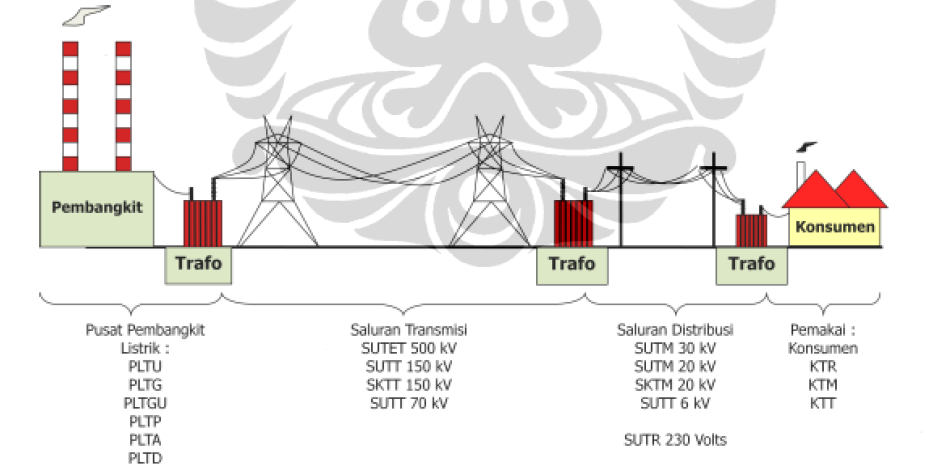 Pembangkit
Konsumen
Trafo
Trafo
Trafo
Pusat Pembangkit
Listrik :
PLTU
PLTG
PLTGU
PLTP
PLTA
PLTD
Saluran Transmisi
SUTET 500 kV
SUTT 150 kV
SKTT 150 kV
SUTT 70 kV
Saluran Distribusi
SUTM 30 kV
SUTM 20 kV
SKTM 20 kV
SUTT 6 kV
SUTR 230 Volts
Pemakai :
Konsumen
KTR
KTM
KTT